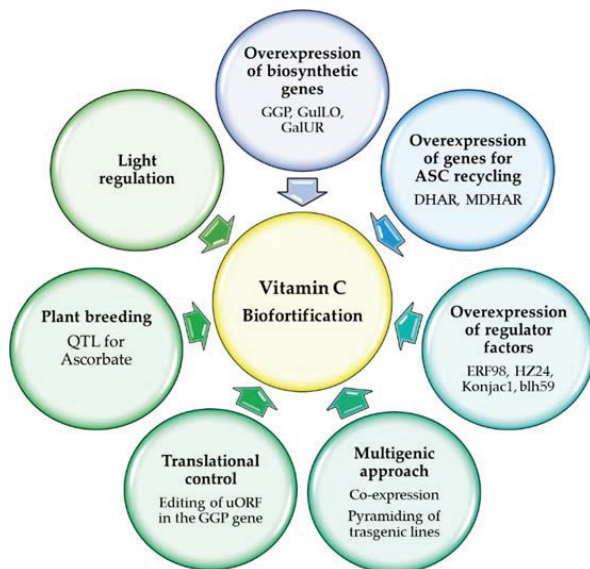 Overexpression
of biosynthetic
genes
GGP, GulLO,
GalUR
Overexpression
of genes for
ASC recycling
DHAR, MDHAR
Overexpression
of regulator
factors
ERF98, HZ24,
Konjac1, blh59
Multigenic
approach
Co-expression
Pyramiding of
trasgenic lines
Translational
control
Editing of uORF
in the GGP gene
Plant breeding
QTL for
Ascorbate
Light
regulation
Vitamin C
Biofortification